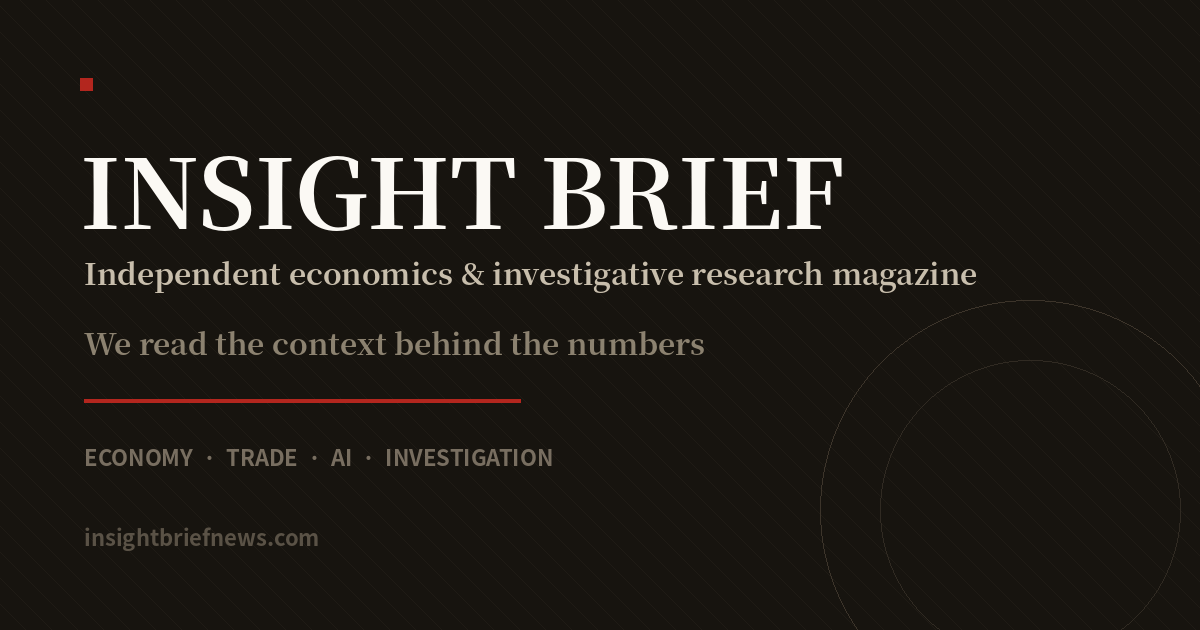 INSIGHT BRIEF
Independent economics & investigative research magazine
We read the context behind the numbers
ECONOMY · TRADE · AI · INVESTIGATION
insightbriefnews.com